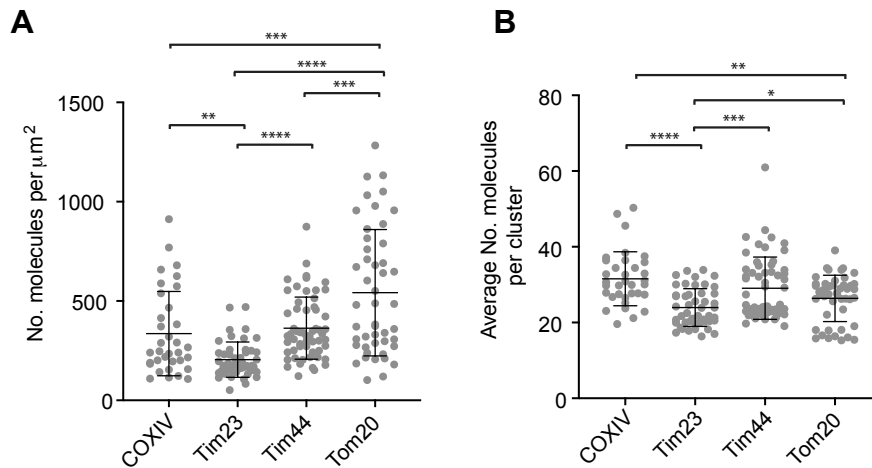 A
***
****
***
**
****
No. molecules per μm2
1500
1000
500
0
COXIV
Tim23
Tim44
Tom20
B
**
*
***
****
Average No. molecules
per cluster
80
60
40
20
0
COXIV
Tim23
Tim44
Tom20